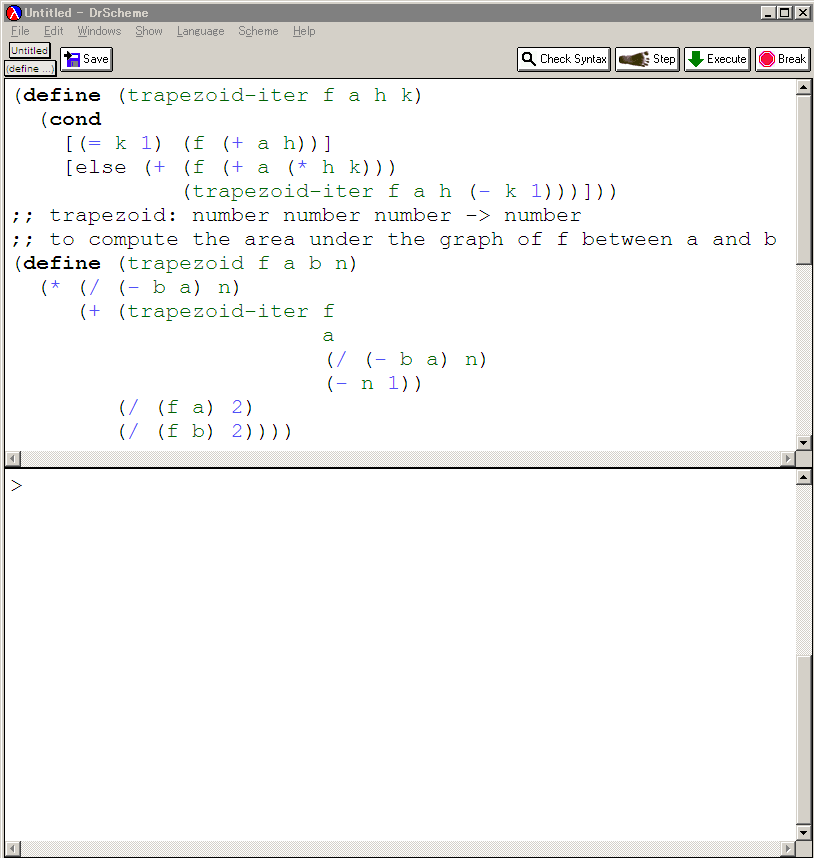 Untitled - DrScheme
File Edit Windows Show Language Scheme Help
Untitled
(define ...)
Save
Check Syntax
Step
Execute
Break
(define (trapezoid-iter f a h k)
  (cond
    [(= k 1) (f (+ a h))]
    [else (+ (f (+ a (* h k)))
             (trapezoid-iter f a h (- k 1)))]))
;; trapezoid: number number number -> number
;; to compute the area under the graph of f between a and b
(define (trapezoid f a b n)
  (* (/ (- b a) n)
     (+ (trapezoid-iter f
                        a
                        (/ (- b a) n)
                        (- n 1))
        (/ (f a) 2)
        (/ (f b) 2))))
>